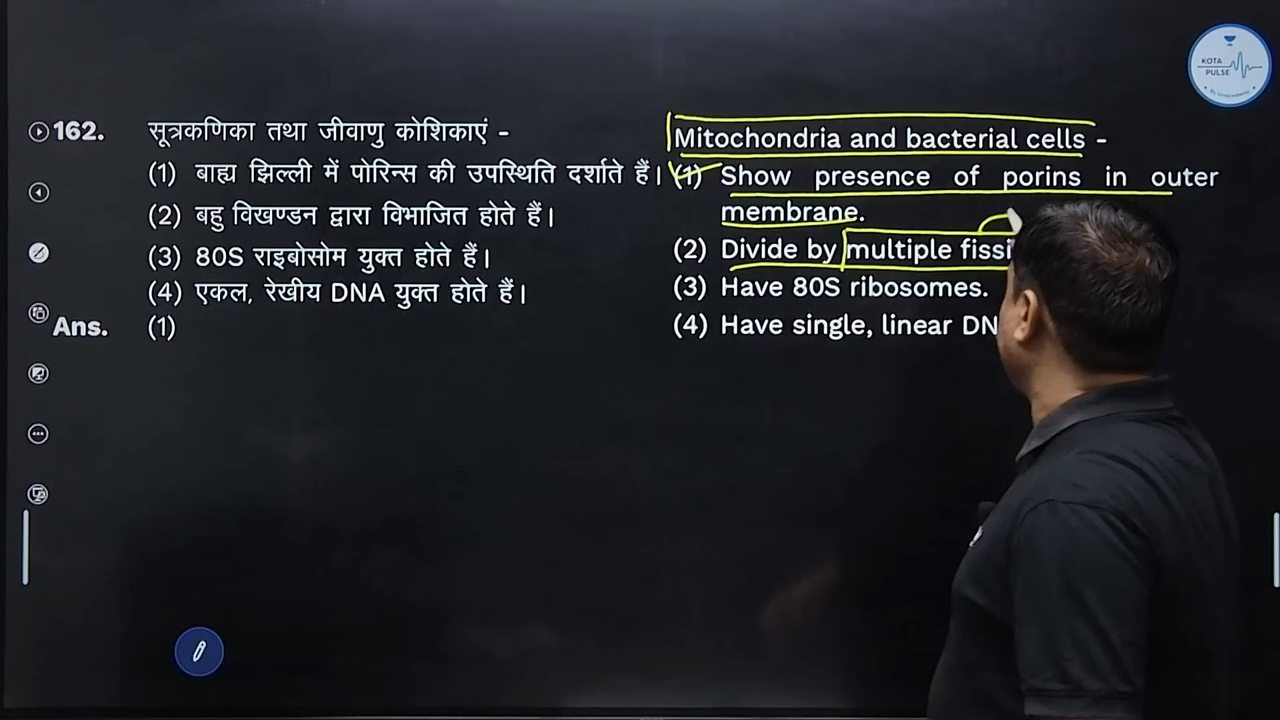 KOTA
PULSE
162. सूत्रकणिका तथा जीवाणु कोशिकाएं -
(1) बाह्य झिल्ली में पोरिन्स की उपस्थिति दर्शाते हैं।
(2) बहु विखण्डन द्वारा विभाजित होते हैं।
(3) 80S राइबोसोम युक्त होते हैं।
(4) एकल, रेखीय DNA युक्त होते हैं।
Ans. (1)
Mitochondria and bacterial cells -
(1) Show presence of porins in outer
membrane.
(2) Divide by multiple fissi
(3) Have 80S ribosomes.
(4) Have single, linear DN